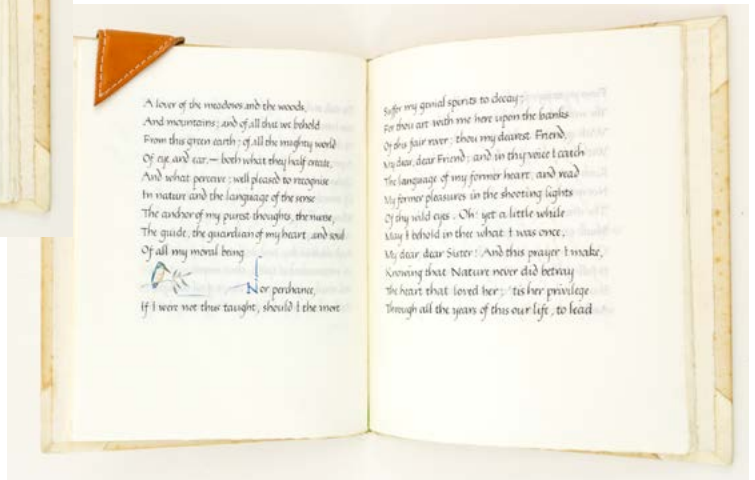 A lover of the meadows and the woods,
And mountains; and of all that we behold
From this green earth; of all the mighty world
Of eye and ear, — both what they half create,
And what perceive; well pleased to recognise
In nature and the language of the sense
The anchor of my purest thoughts, the nurse,
The guide, the guardian of my heart, and soul
Of all my moral being.
Nor perchance,
If I were not thus taught, should I the more
Suffer my genial spirits to decay:
For thou art with me here upon the banks
Of this fair river; thou my dearest Friend,
My dear, dear Friend; and in thy voice I catch
The language of my former heart, and read
My former pleasures in the shooting lights
Of thy wild eyes. Oh! yet a little while
May I behold in thee what I was once,
My dear dear Sister! And this prayer I make,
Knowing that Nature never did betray
The heart that loved her; 'tis her privilege
Through all the years of this our life, to lead